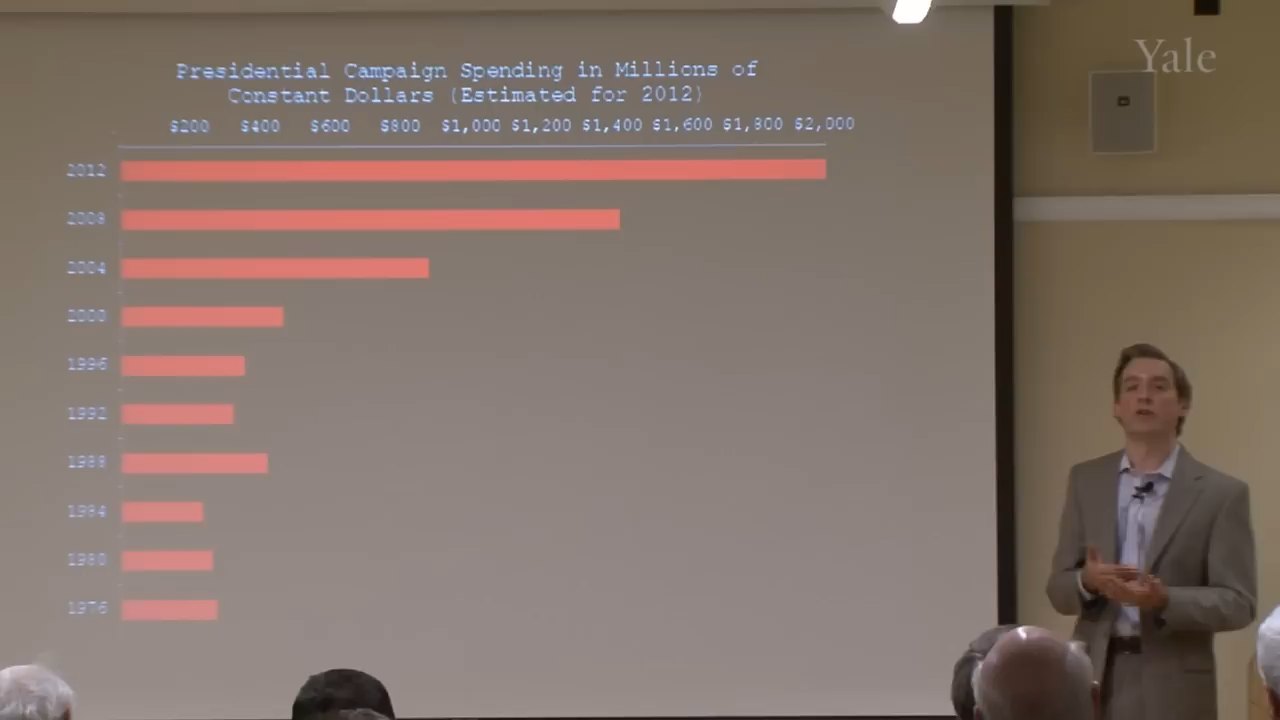 Yale
Presidential Campaign Spending in Millions of
Constant Dollars (Estimated for 2012)
$200 $400 $600 $800 $1,000 $1,200 $1,400 $1,600 $1,800 $2,000
2012
2008
2004
2000
1996
1992
1988
1984
1980
1976